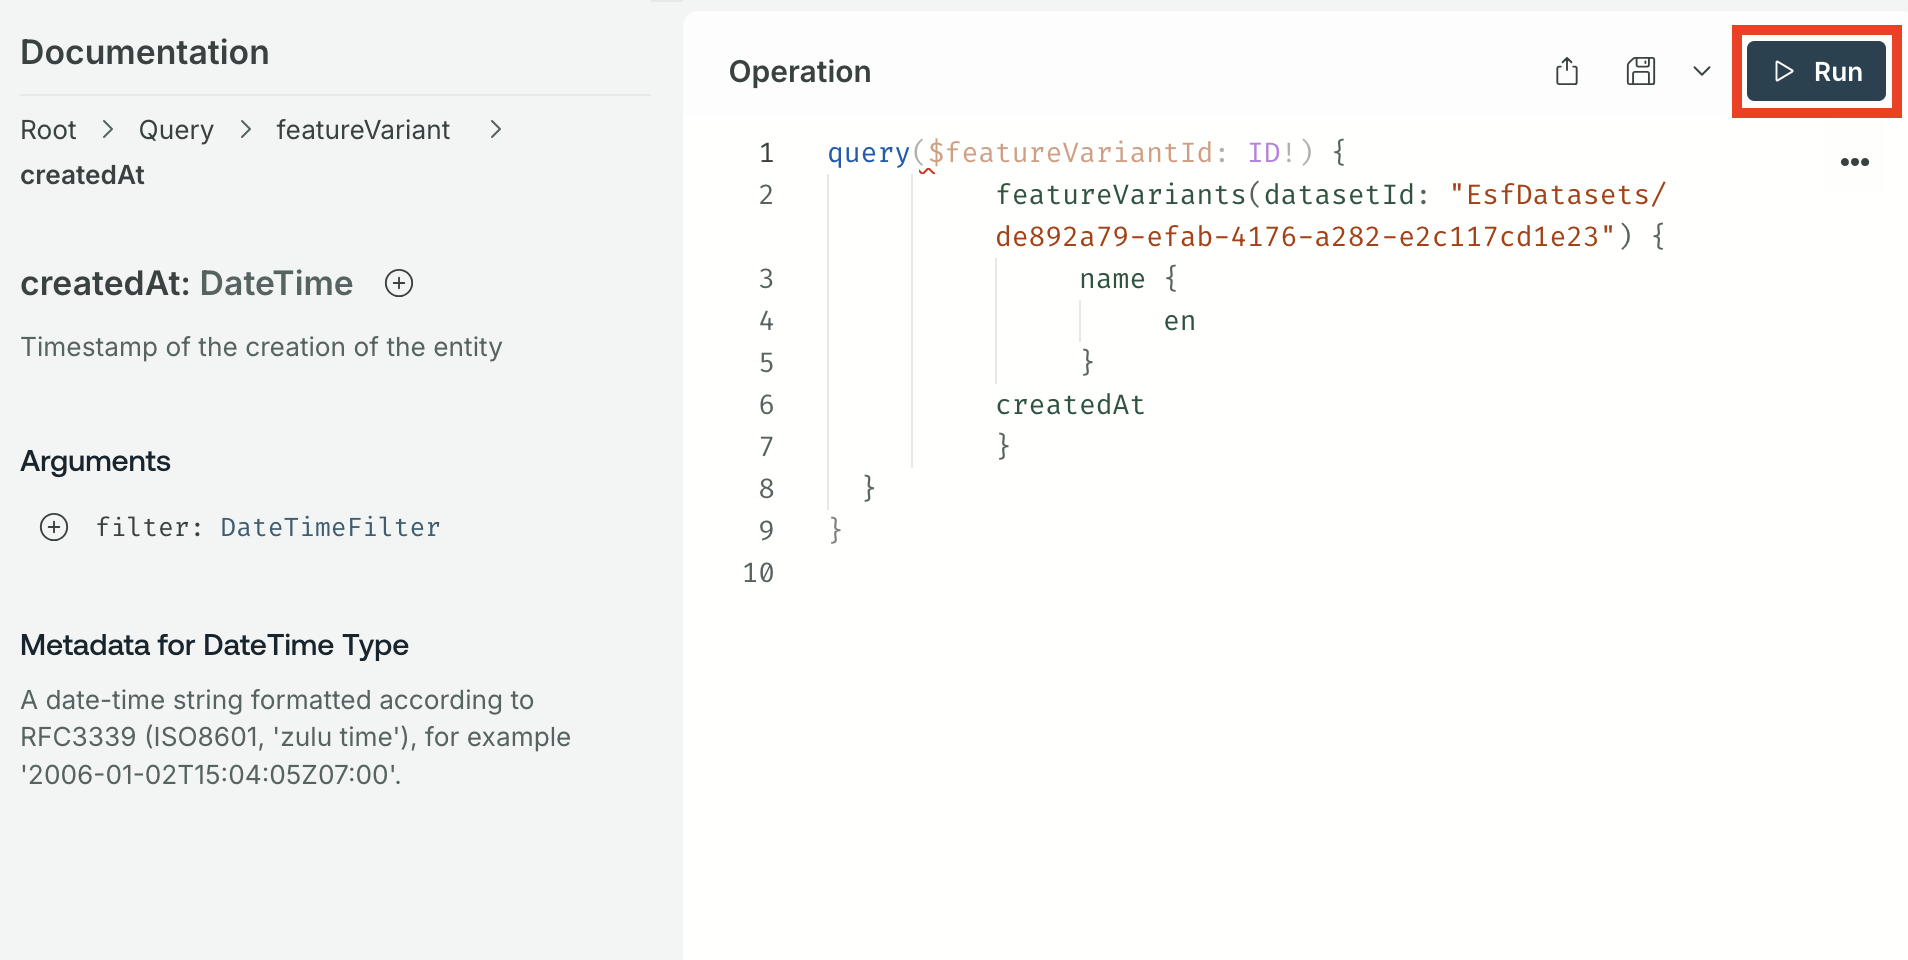 Documentation
Root > Query > featureVariant >
createdAt
createdAt: DateTime
Timestamp of the creation of the entity
Arguments
filter: DateTimeFilter
Metadata for DateTime Type
A date-time string formatted according to
RFC3339 (ISO8601, 'zulu time'), for example
'2006-01-02T15:04:05Z07:00'.
Operation
Run
1 query($featureVariantId: ID!) {
2 featureVariants(datasetId: "EsfDatasets/
de892a79-efab-4176-a282-e2c117cd1e23") {
3 name {
4 en
5 }
6 createdAt
7 }
8 }
9 }
10